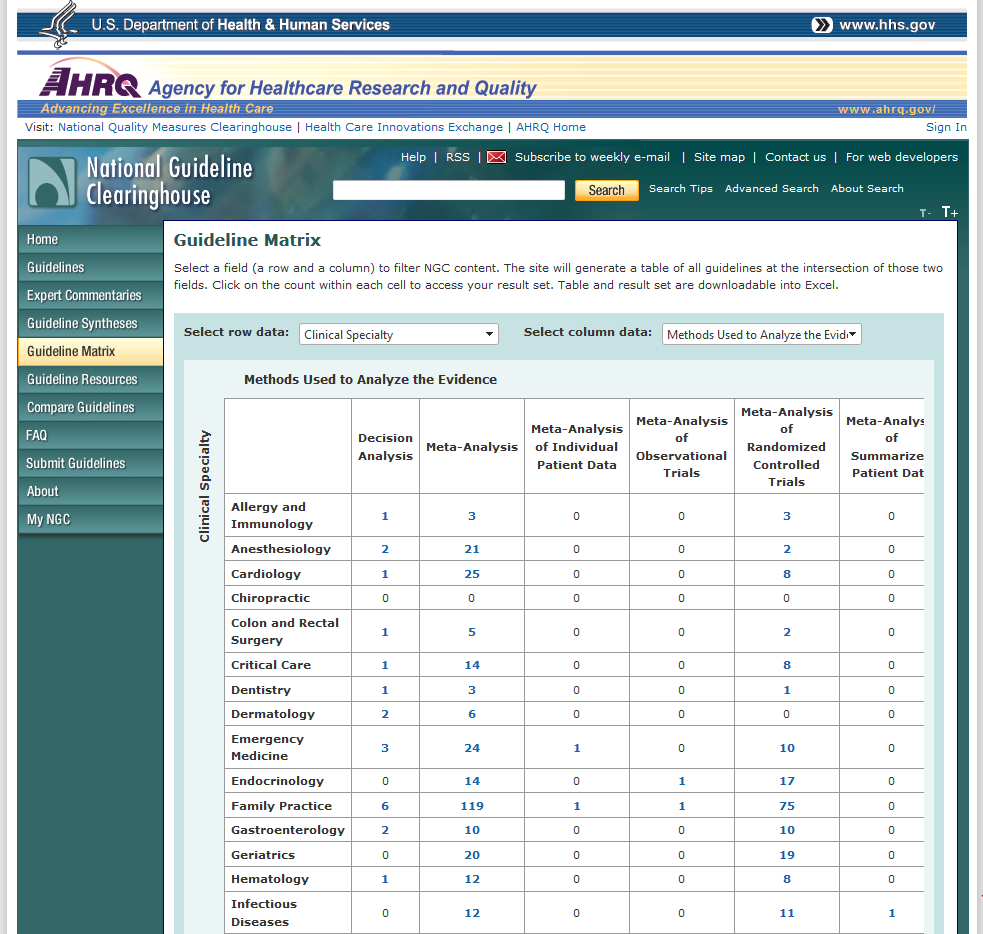 U.S. Department of Health & Human Services
www.hhs.gov
AHRQ Agency for Healthcare Research and Quality
Advancing Excellence in Health Care
www.ahrq.gov/
Visit: National Quality Measures Clearinghouse | Health Care Innovations Exchange | AHRQ Home
Sign In
National Guideline
Clearinghouse
Help | RSS | Subscribe to weekly e-mail | Site map | Contact us | For web developers
Search Search Tips Advanced Search About Search
T- T+
Home
Guidelines
Expert Commentaries
Guideline Syntheses
Guideline Matrix
Guideline Resources
Compare Guidelines
FAQ
Submit Guidelines
About
My NGC
Guideline Matrix
Select a field (a row and a column) to filter NGC content. The site will generate a table of all guidelines at the intersection of those two
fields. Click on the count within each cell to access your result set. Table and result set are downloadable into Excel.
Select row data: Clinical Specialty Select column data: Methods Used to Analyze the Evid
Methods Used to Analyze the Evidence
Clinical Specialty
Decision
Analysis
Meta-Analysis
Meta-Analysis
of Individual
Patient Data
Meta-Analysis
of
Observational
Trials
Meta-Analysis
of
Randomized
Controlled
Trials
Meta-Analys
of
Summarize
Patient Dat
Allergy and
Immunology
1 3 0 0 3 0
Anesthesiology 2 21 0 0 2 0
Cardiology 1 25 0 0 8 0
Chiropractic 0 0 0 0 0 0
Colon and Rectal
Surgery
1 5 0 0 2 0
Critical Care 1 14 0 0 8 0
Dentistry 1 3 0 0 1 0
Dermatology 2 6 0 0 0 0
Emergency
Medicine
3 24 1 0 10 0
Endocrinology 0 14 0 1 17 0
Family Practice 6 119 1 1 75 0
Gastroenterology 2 10 0 0 10 0
Geriatrics 0 20 0 0 19 0
Hematology 1 12 0 0 8 0
Infectious
Diseases
0 12 0 0 11 1